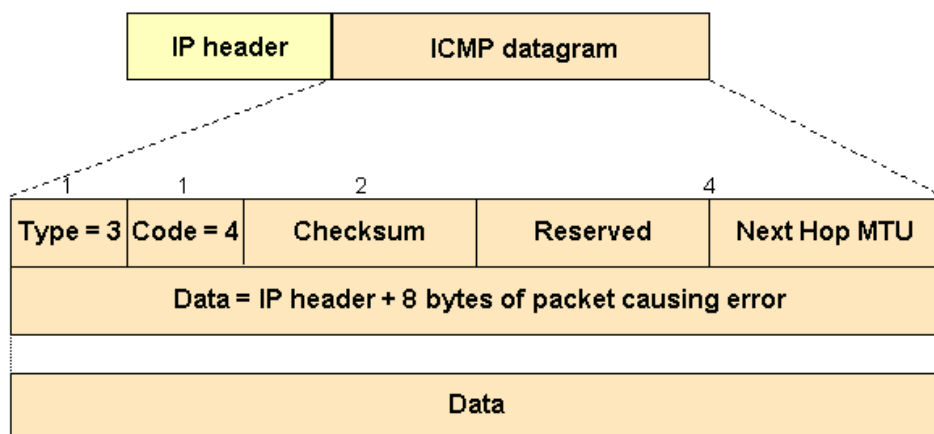 IP header ICMP datagram
1 1 2 4
Type = 3 Code = 4 Checksum Reserved Next Hop MTU
Data = IP header + 8 bytes of packet causing error
Data